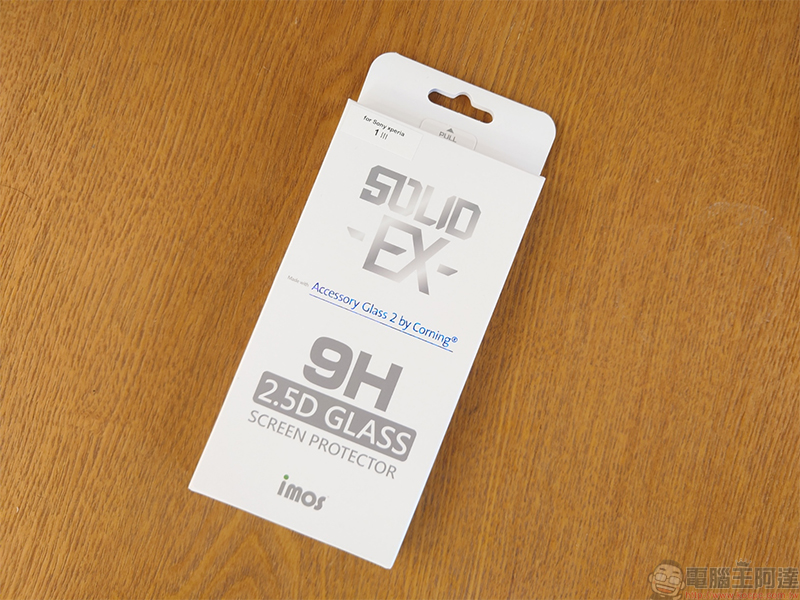 PULL
for Sony xperia
1 III
SOLID
-EX-
Made with Accessory Glass 2 by Corning®
9H
2.5D GLASS
SCREEN PROTECTOR
imos
電腦王阿達